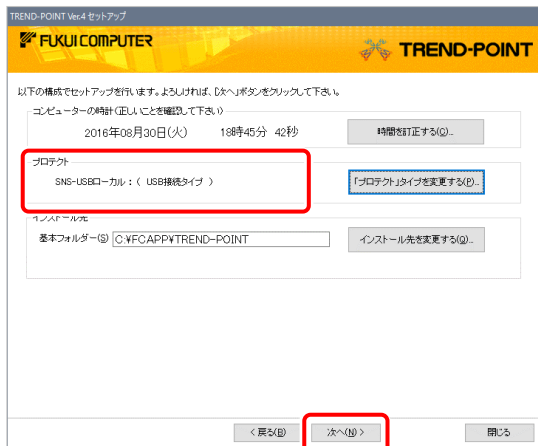 TREND-POINT Ver.4 セットアップ
FUKUI COMPUTER
TREND-POINT
以下の構成でセットアップを行います。よろしければ、[次へ]ボタンをクリックして下さい。
コンピューターの時計（正しいことを確認して下さい）
2016年08月30日(火) 18時45分 42秒 時間を訂正する(Q)...
プロテクト
SNS-USBローカル：( USB接続タイプ ) 「プロテクト」タイプを変更する(P)...
インストール先
基本フォルダー(S) C:¥FCAPP¥TREND-POINT インストール先を変更する(Q)...
< 戻る(B) 次へ(N) > 閉じる